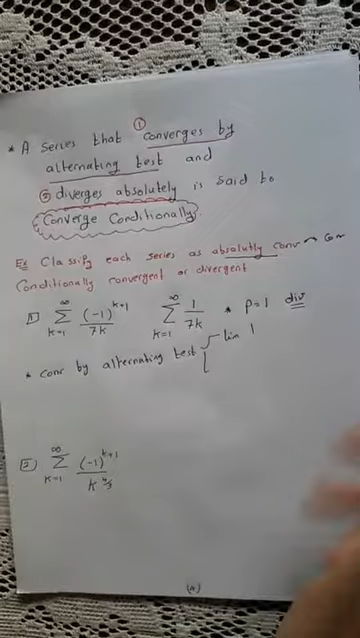 ①
* A series that converges by
alternating test and
② diverges absolutely is said to
Converge Conditionally.
Ex Classify each series as absolutly conv
Conditionally convergent or divergent
1 ∞ Σ k=1 (-1)^{k+1} / 7k ∞ Σ k=1 1 / 7k * P=1 div
* conv by alternating test { lim 1
2 ∞ Σ k=1 (-1)^{k+1} / k^{4/3}
(4)